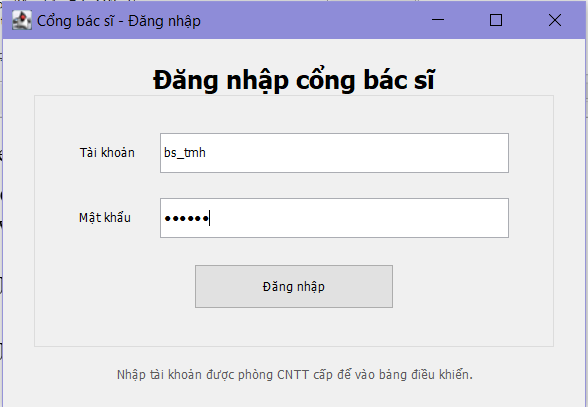 Cổng bác sĩ - Đăng nhập
Đăng nhập cổng bác sĩ
Tài khoản
bs_tmh
Mật khẩu
••••••
Đăng nhập
Nhập tài khoản được phòng CNTT cấp để vào bảng điều khiển.